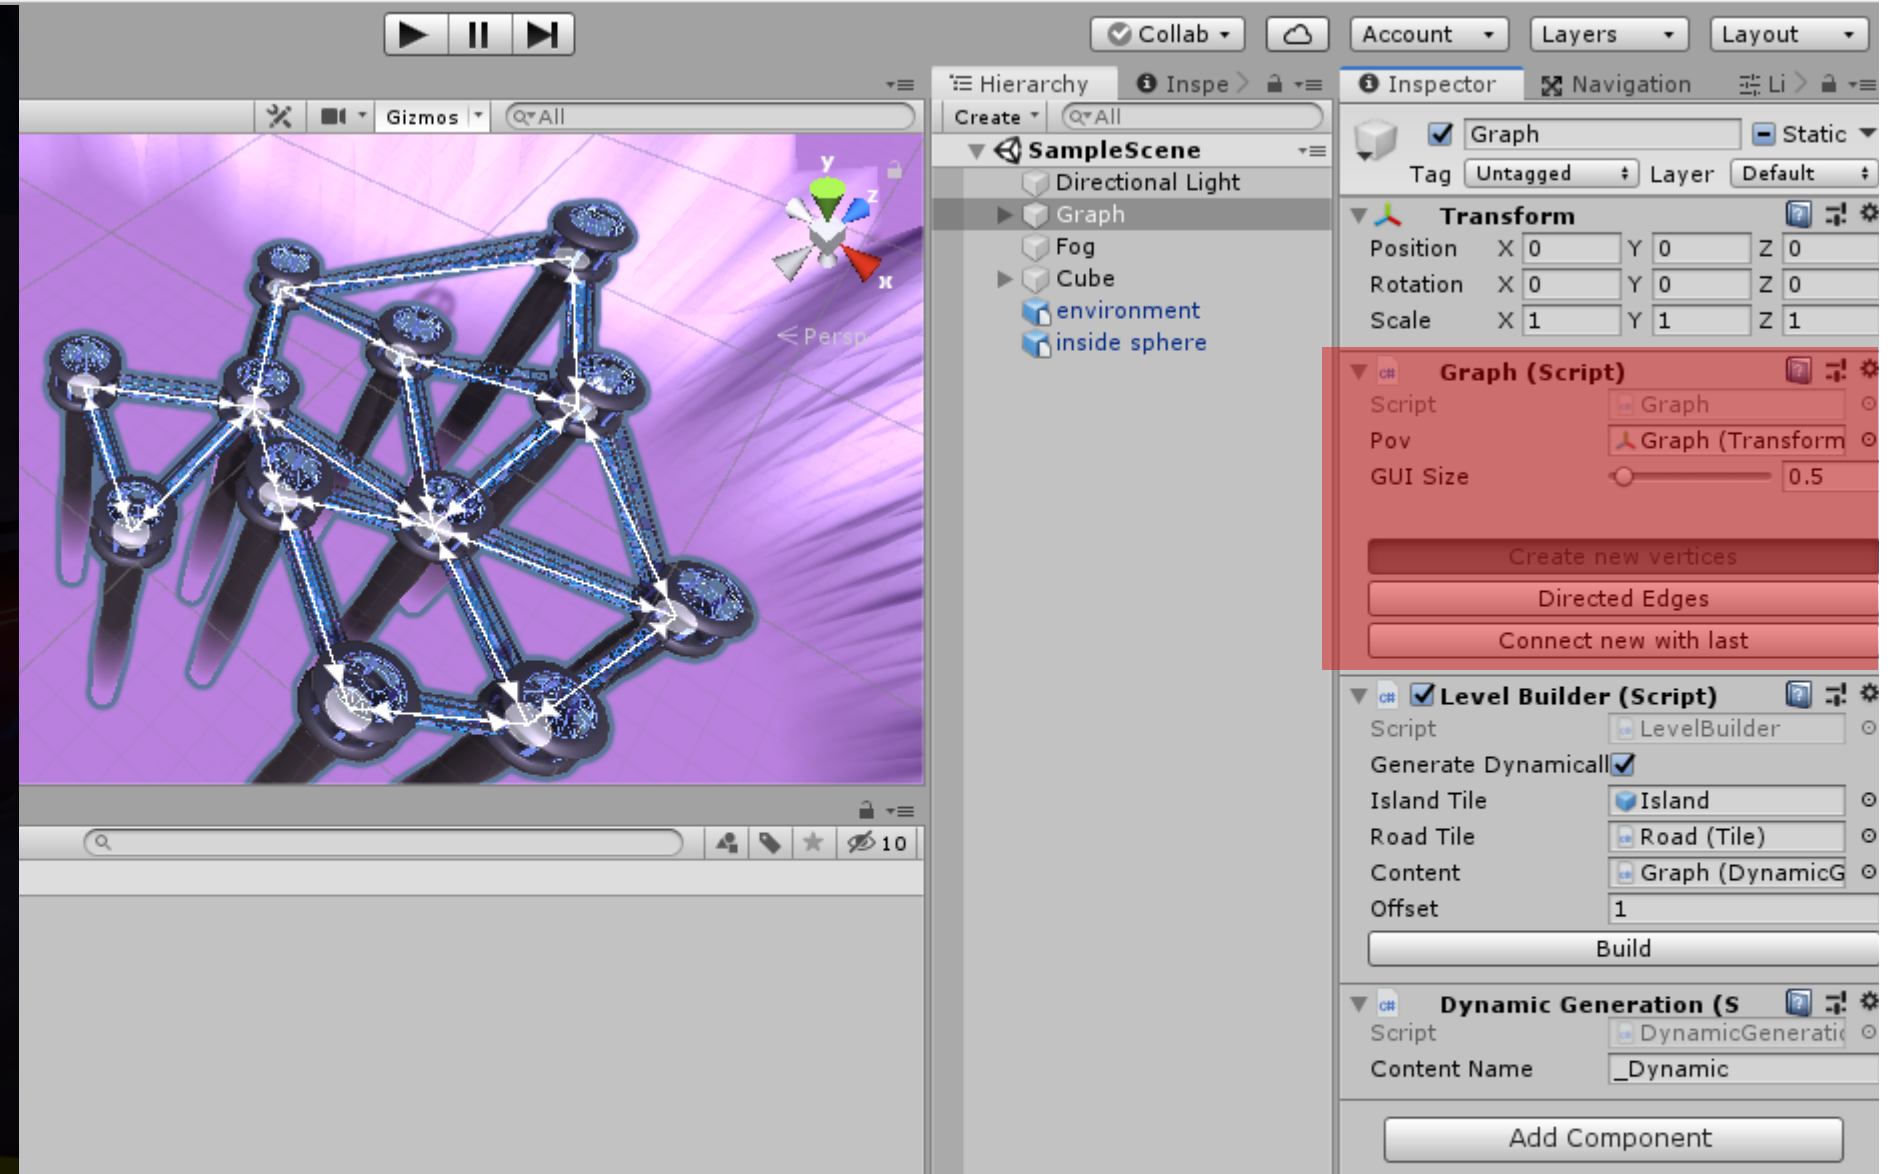 Collab
Account
Layers
Layout
Hierarchy
Inspe
Inspector
Navigation
Li
Gizmos
All
Create
All
Graph
Static
Tag
Untagged
Layer
Default
SampleScene
Directional Light
Graph
Fog
Cube
environment
inside sphere
y
z
x
Persp
Transform
Position X 0 Y 0 Z 0
Rotation X 0 Y 0 Z 0
Scale X 1 Y 1 Z 1
Graph (Script)
Script Graph
Pov Graph (Transform
GUI Size 0.5
Create new vertices
Directed Edges
Connect new with last
Level Builder (Script)
Script LevelBuilder
Generate Dynamicall
Island Tile Island
Road Tile Road (Tile)
Content Graph (DynamicG
Offset 1
Build
Dynamic Generation (S
Script DynamicGeneratio
Content Name _Dynamic
Add Component
10